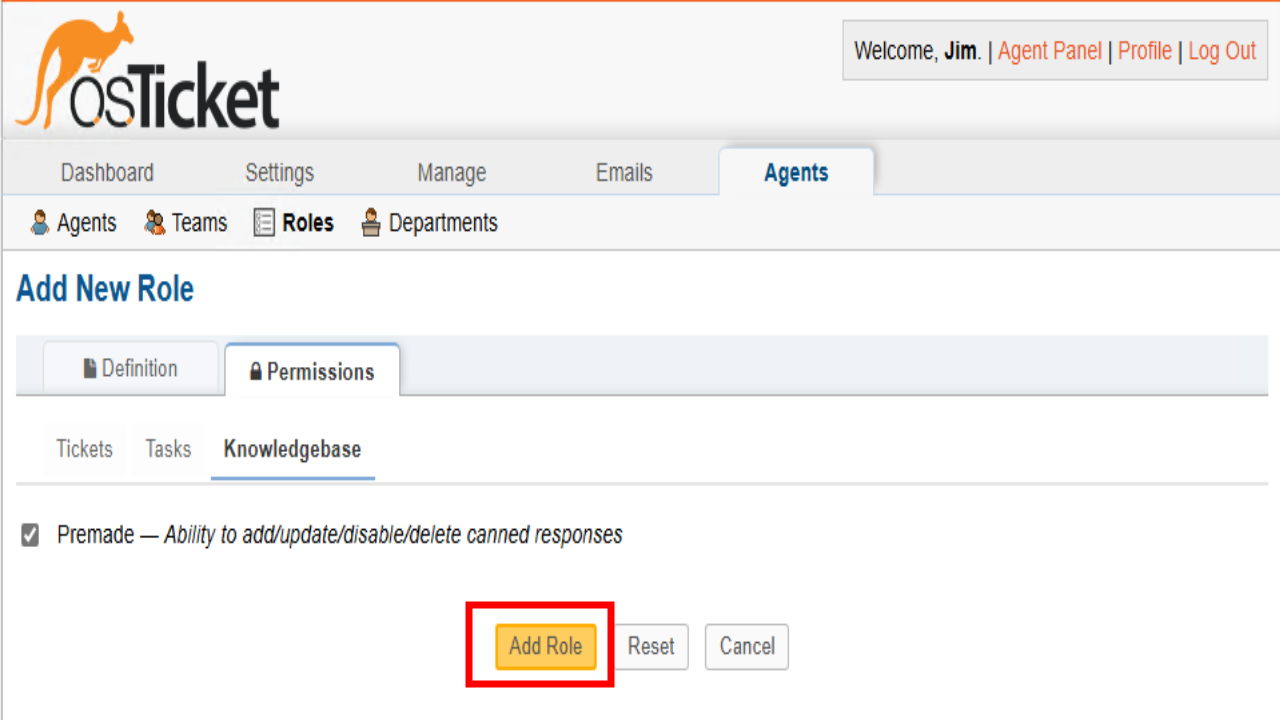 osTicket
Welcome, Jim. | Agent Panel | Profile | Log Out
Dashboard Settings Manage Emails Agents
Agents Teams Roles Departments
Add New Role
Definition Permissions
Tickets Tasks Knowledgebase
Premade — Ability to add/update/disable/delete canned responses
Add Role Reset Cancel